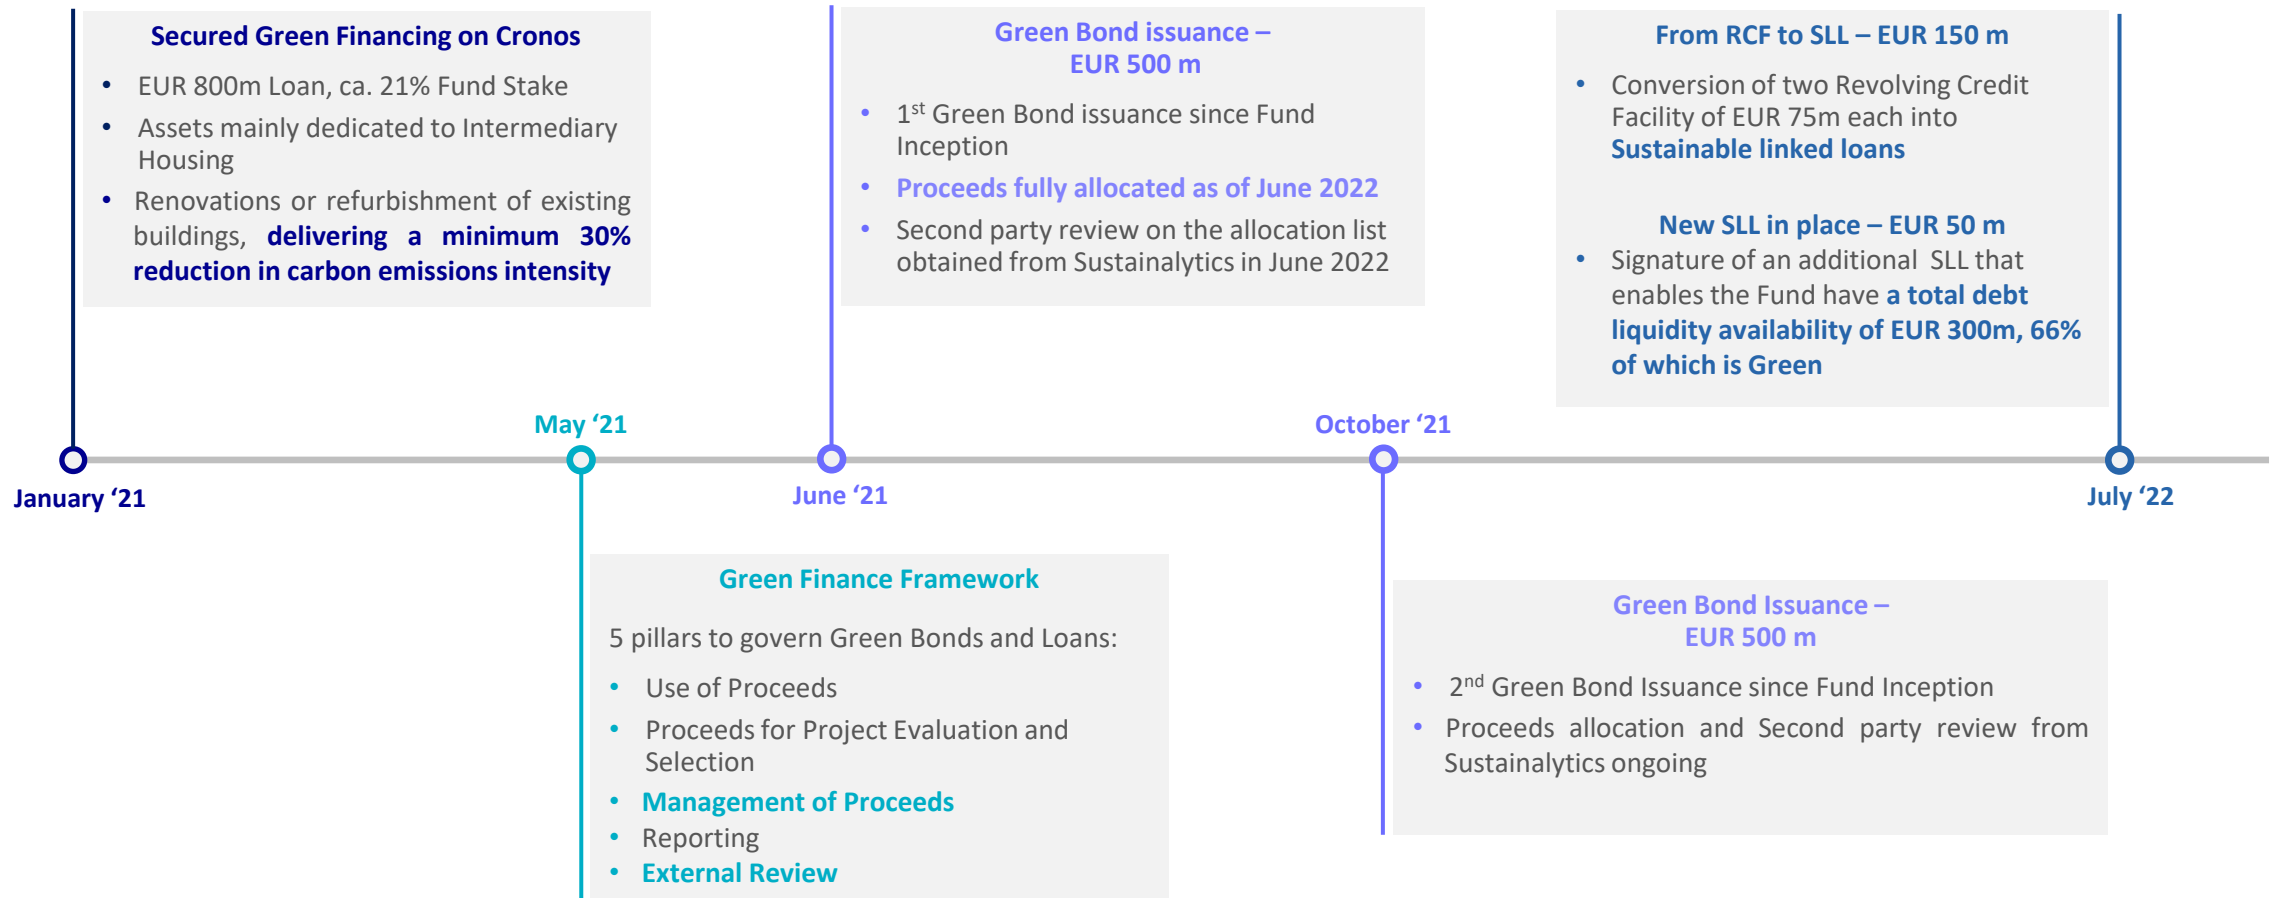 Secured Green Financing on Cronos
• EUR 800m Loan, ca. 21% Fund Stake
• Assets mainly dedicated to Intermediary
Housing
• Renovations or refurbishment of existing
buildings, delivering a minimum 30%
reduction in carbon emissions intensity
Green Bond issuance –
EUR 500 m
• 1st Green Bond issuance since Fund
Inception
• Proceeds fully allocated as of June 2022
• Second party review on the allocation list
obtained from Sustainalytics in June 2022
From RCF to SLL – EUR 150 m
• Conversion of two Revolving Credit
Facility of EUR 75m each into
Sustainable linked loans
New SLL in place – EUR 50 m
• Signature of an additional SLL that
enables the Fund have a total debt
liquidity availability of EUR 300m, 66%
of which is Green
May ‘21
October ‘21
January ‘21
June ‘21
July ‘22
Green Finance Framework
5 pillars to govern Green Bonds and Loans:
• Use of Proceeds
• Proceeds for Project Evaluation and
Selection
• Management of Proceeds
• Reporting
• External Review
Green Bond Issuance –
EUR 500 m
• 2nd Green Bond Issuance since Fund Inception
• Proceeds allocation and Second party review from
Sustainalytics ongoing